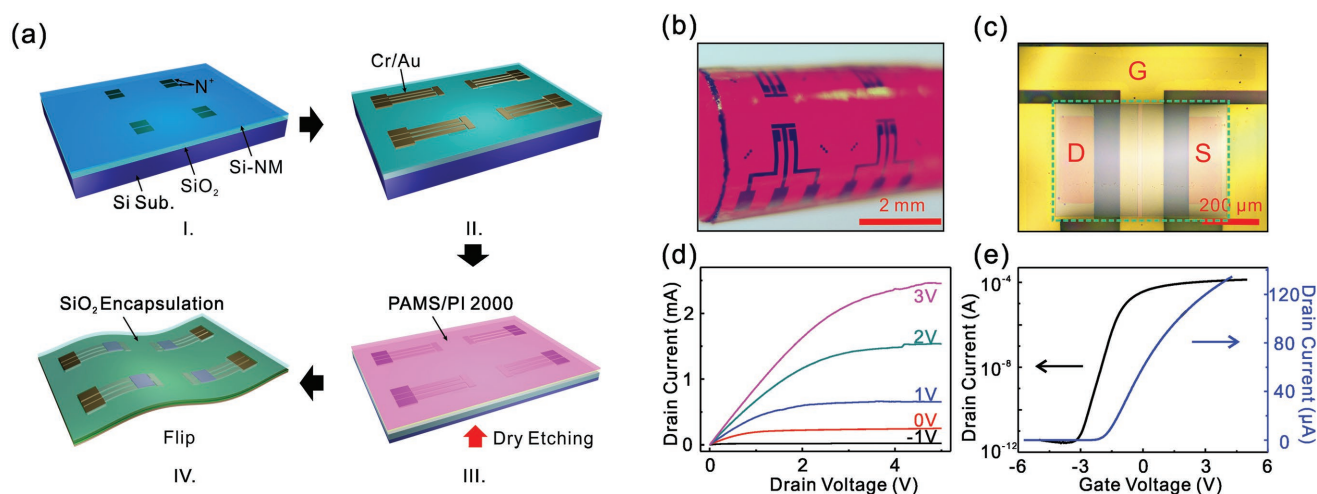 (a)
N⁺
Si-NM
SiO₂
Si Sub.
I.
Cr/Au
II.
PAMS/PI 2000
Dry Etching
III.
SiO₂ Encapsulation
Flip
IV.
(b)
2 mm
(c)
G
D
S
200 μm
(d)
Drain Current (mA)
2
1
0
3V
2V
1V
0V
-1V
0
2
4
Drain Voltage (V)
(e)
Drain Current (A)
10⁻⁴
10⁻⁸
10⁻¹²
-6
-3
0
3
6
Gate Voltage (V)
120
80
40
0
Drain Current (μA)